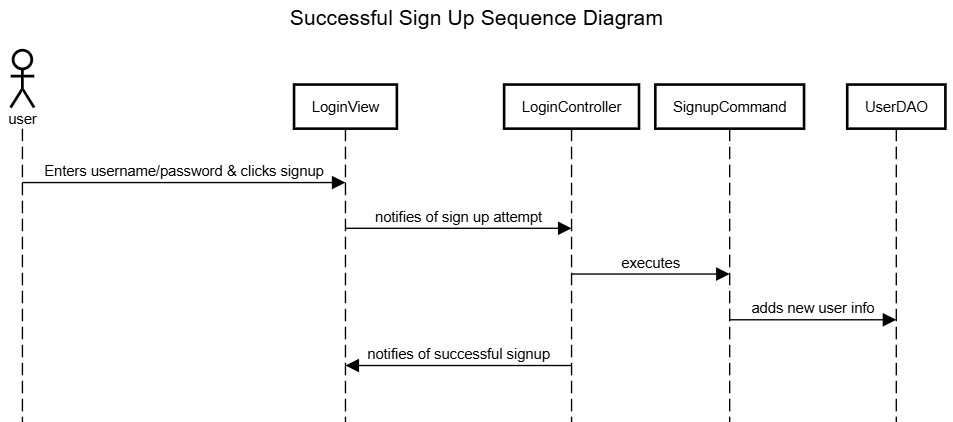 Successful Sign Up Sequence Diagram
user
LoginView
LoginController
SignupCommand
UserDAO
Enters username/password & clicks signup
notifies of sign up attempt
executes
adds new user info
notifies of successful signup